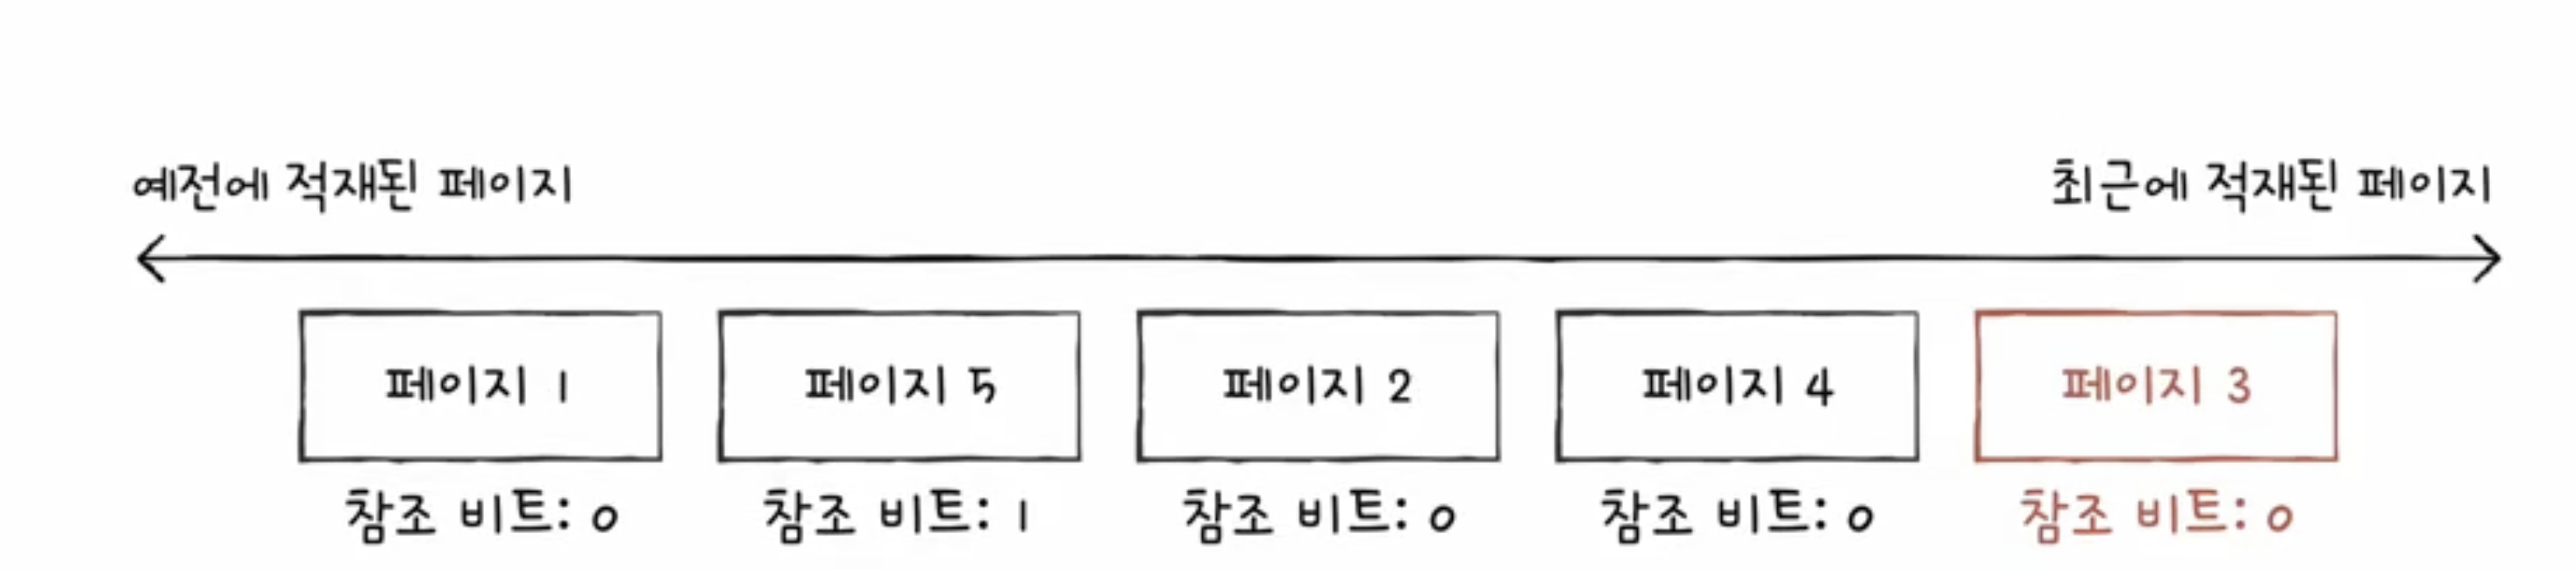 예전에 적재된 페이지 최근에 적재된 페이지
페이지 1 페이지 5 페이지 2 페이지 4 페이지 3
참조 비트: 0 참조 비트: 1 참조 비트: 0 참조 비트: 0 참조 비트: 0